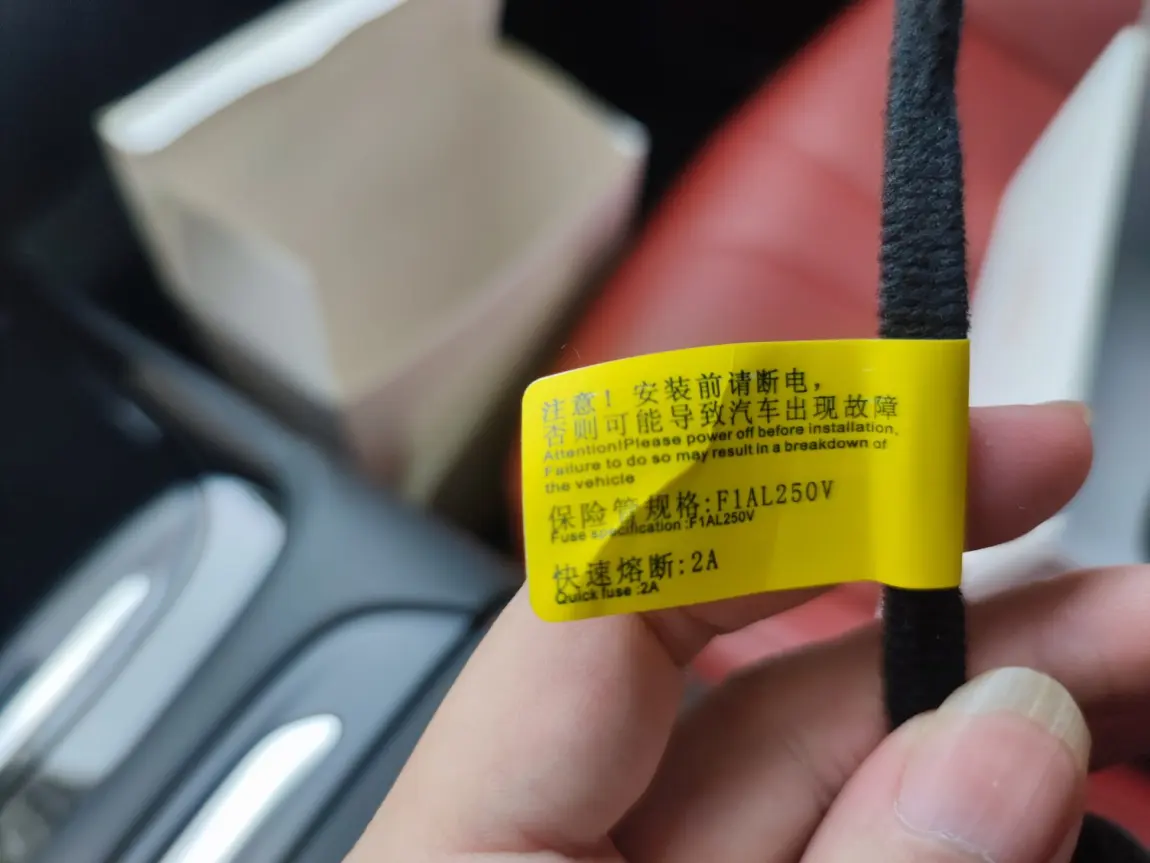 注意！安装前请断电，
否则可能导致汽车出现故障
Attention!Please power off before installation,
Failure to do so may result in a breakdown of
the vehicle
保险管规格:F1AL250V
Fuse specification :F1AL250V
快速熔断:2A
Quick fuse :2A